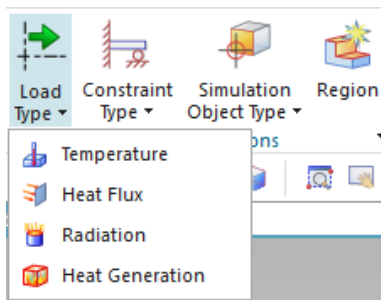 Load
Type
Constraint
Type
Simulation
Object Type
Region
ons
Temperature
Heat Flux
Radiation
Heat Generation